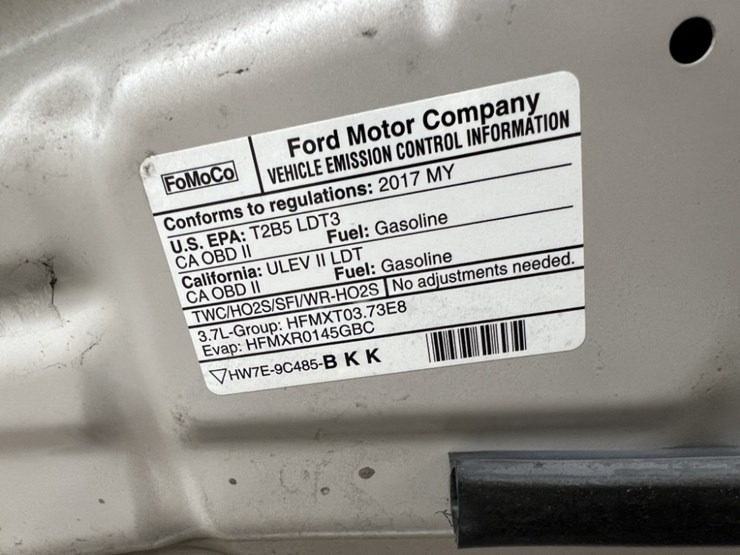 FoMoCo
Ford Motor Company
VEHICLE EMISSION CONTROL INFORMATION
Conforms to regulations: 2017 MY
U.S. EPA: T2B5 LDT3
CA OBD II Fuel: Gasoline
California: ULEV II LDT
CA OBD II Fuel: Gasoline
TWC/HO2S/SFI/WR-HO2S No adjustments needed.
3.7L-Group: HFMXT03.73E8
Evap: HFMXR0145GBC
HW7E-9C485-B K K